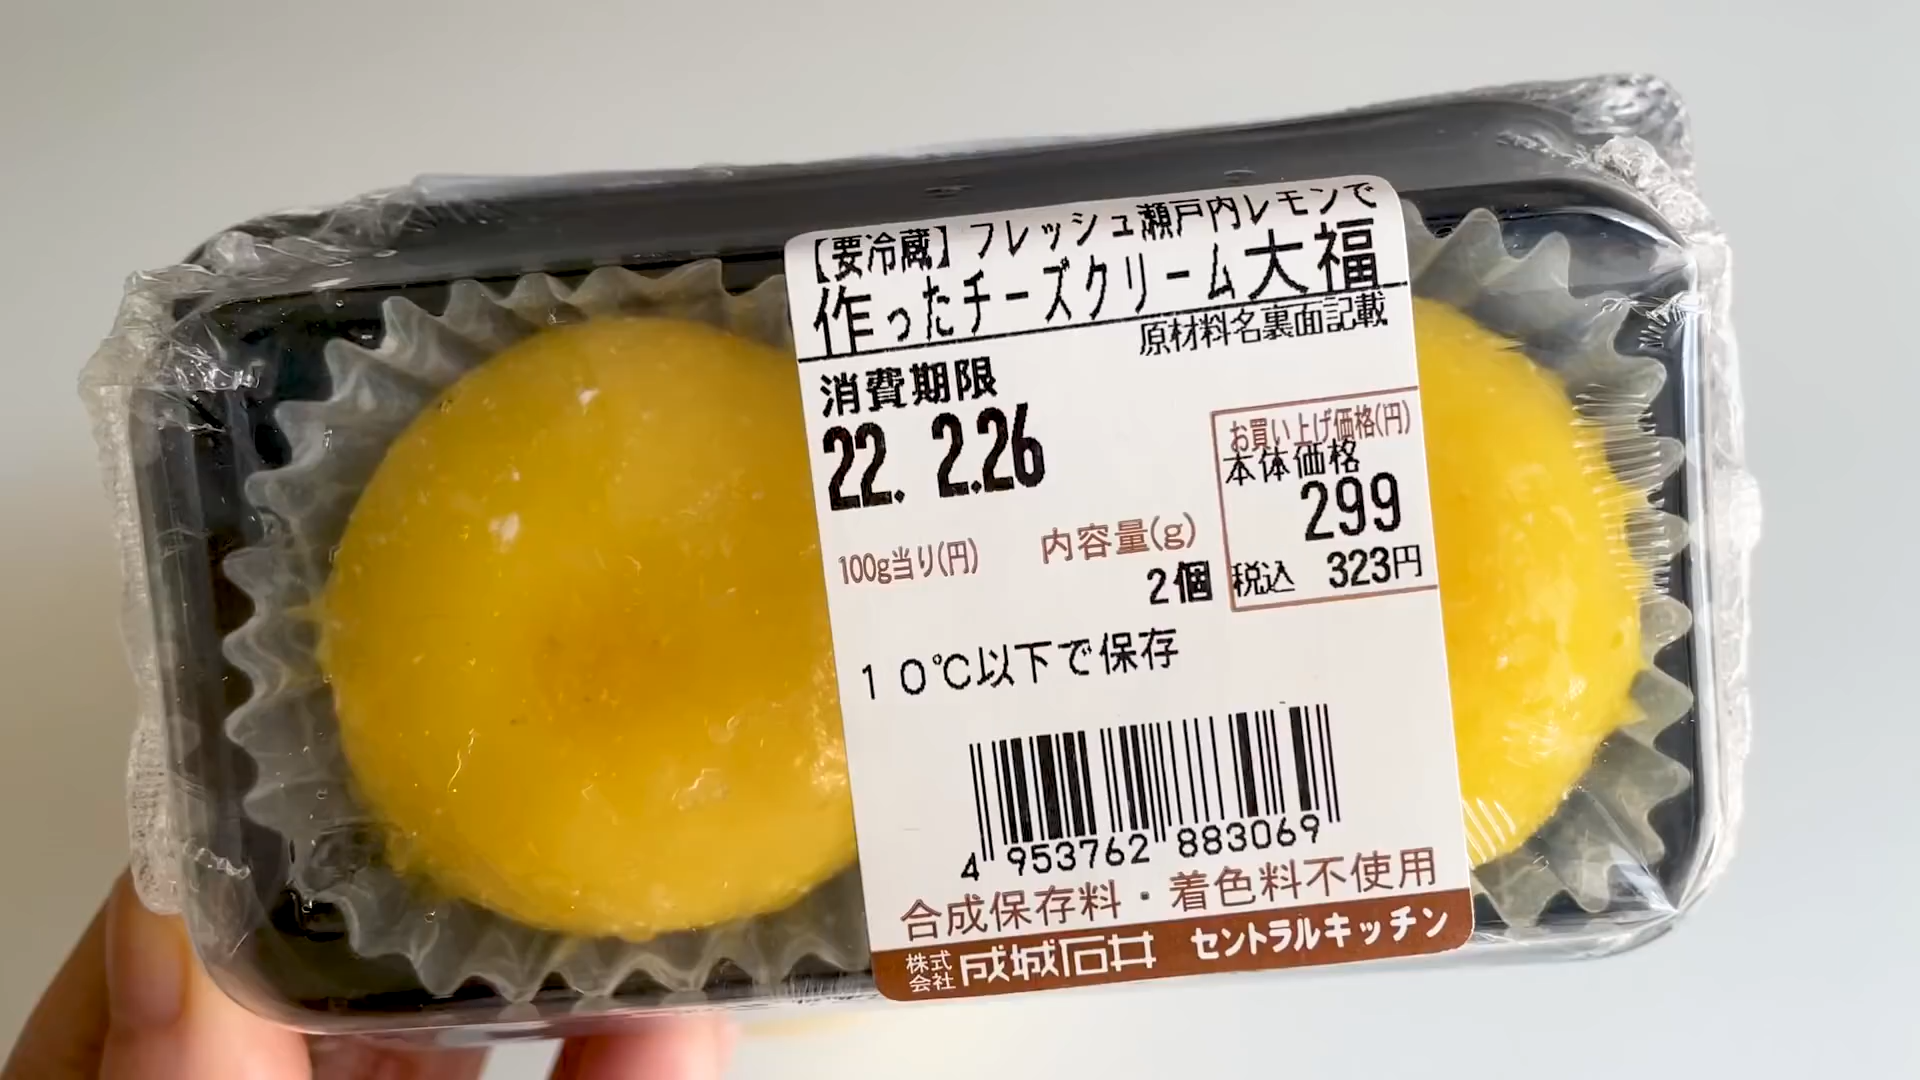 【要冷蔵】フレッシュ瀬戸内レモンで
作ったチーズクリーム大福
原材料名裏面記載
消費期限
22. 2.26
お買い上げ価格(円)
本体価格
299
100g当り(円) 内容量(g)
2個
税込 323円
10℃以下で保存
4 953762 883069
合成保存料・着色料不使用
株式会社 成城石井 セントラルキッチン